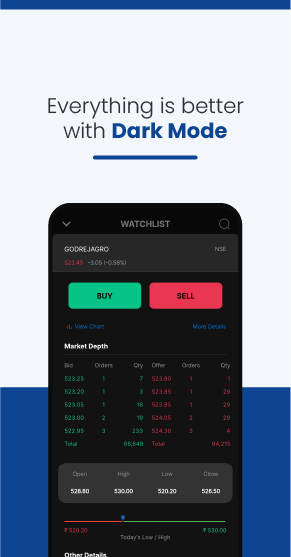 Everything is better
with Dark Mode
WATCHLIST
GODREJAGRO NSE
523.45 -3.05 (-0.58%)
BUY SELL
View Chart More Details
Market Depth
Bid Orders Qty Offer Orders Qty
523.25 1 7 523.80 1 1
523.20 1 3 523.85 1 29
523.05 1 16 523.85 1 29
523.00 2 19 524.05 2 29
522.95 3 233 524.30 3 4
Total 66,848 Total 94,215
Open High Low Close
528.80 530.00 520.20 526.50
₹ 520.20 ₹ 530.00
Today's Low / High
Other Details